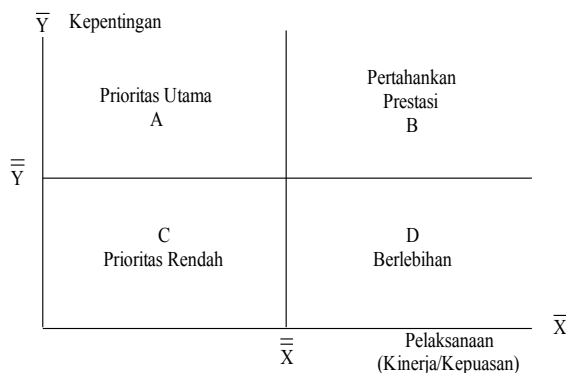 Y̅ Kepentingan
Prioritas Utama
A
Pertahankan
Prestasi
B
Y̿
C
Prioritas Rendah
D
Berlebihan
X̅
X̿
Pelaksanaan
(Kinerja/Kepuasan)